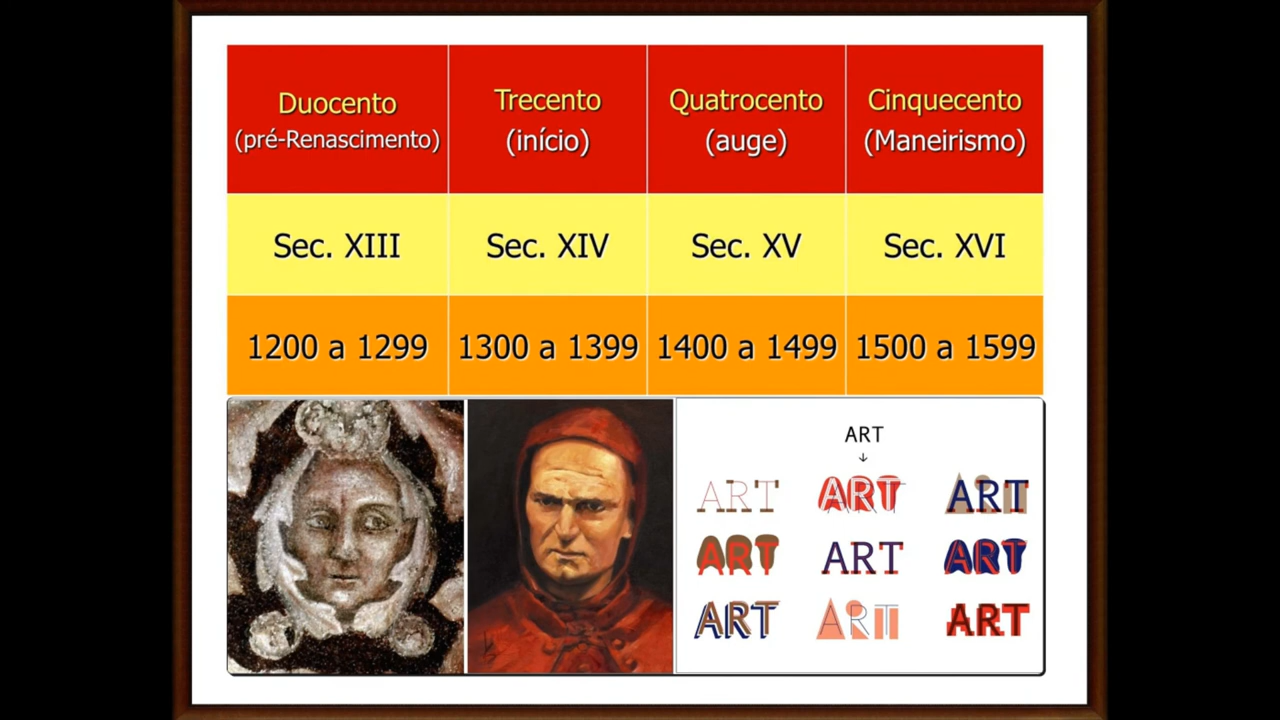 Duocento
(pré-Renascimento)
Trecento
(início)
Quatrocento
(auge)
Cinquecento
(Maneirismo)
Sec. XIII
Sec. XIV
Sec. XV
Sec. XVI
1200 a 1299
1300 a 1399
1400 a 1499
1500 a 1599
ART
↓
ART ART ART
ART ART ART
ART ART ART